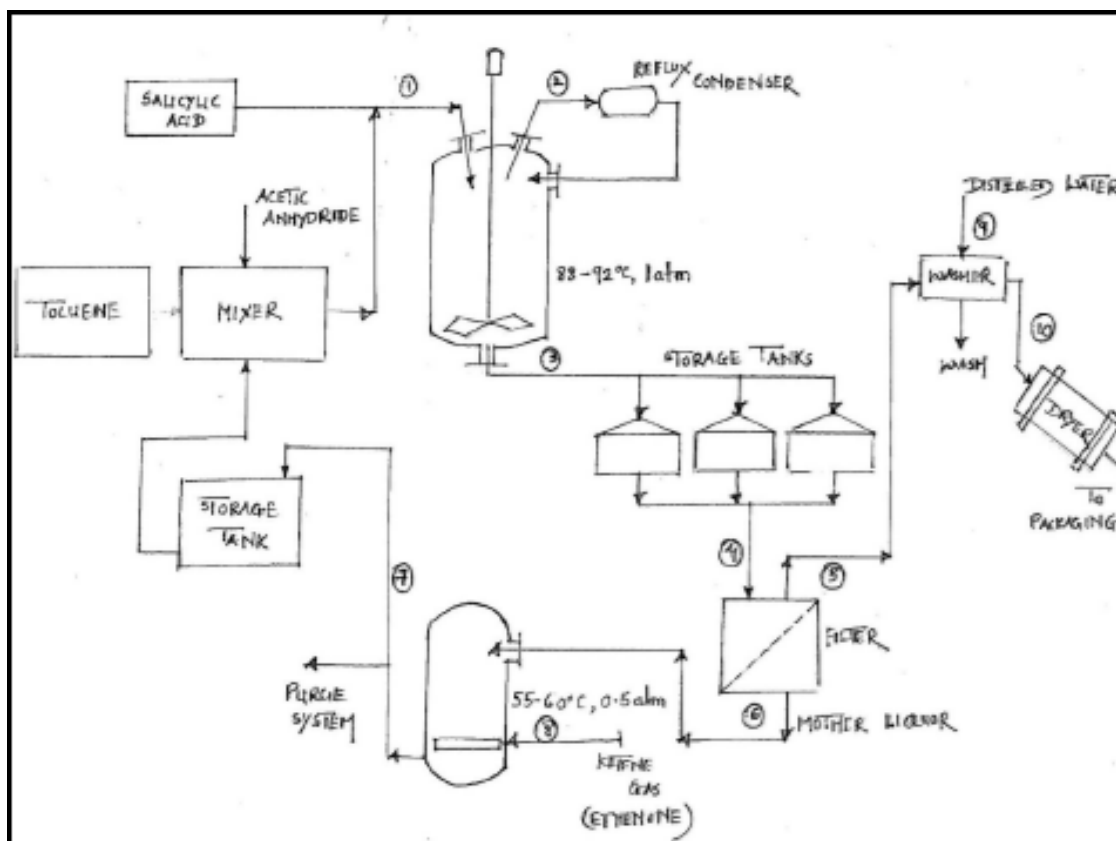 SALICYLIC
ACID
1
2
REFLUX
CONDENSER
ACETIC
ANHYDRIDE
TOLUENE
MIXER
88-92°C, 1atm
DISTILLED WATER
9
WASHER
WASH
10
DRYER
TO
PACKAGING
3
STORAGE TANKS
STORAGE
TANK
4
5
FILTER
6
MOTHER LIQUOR
7
55-60°C, 0.5atm
8
KETENE
GAS
(ETHENONE)
PURGE
SYSTEM